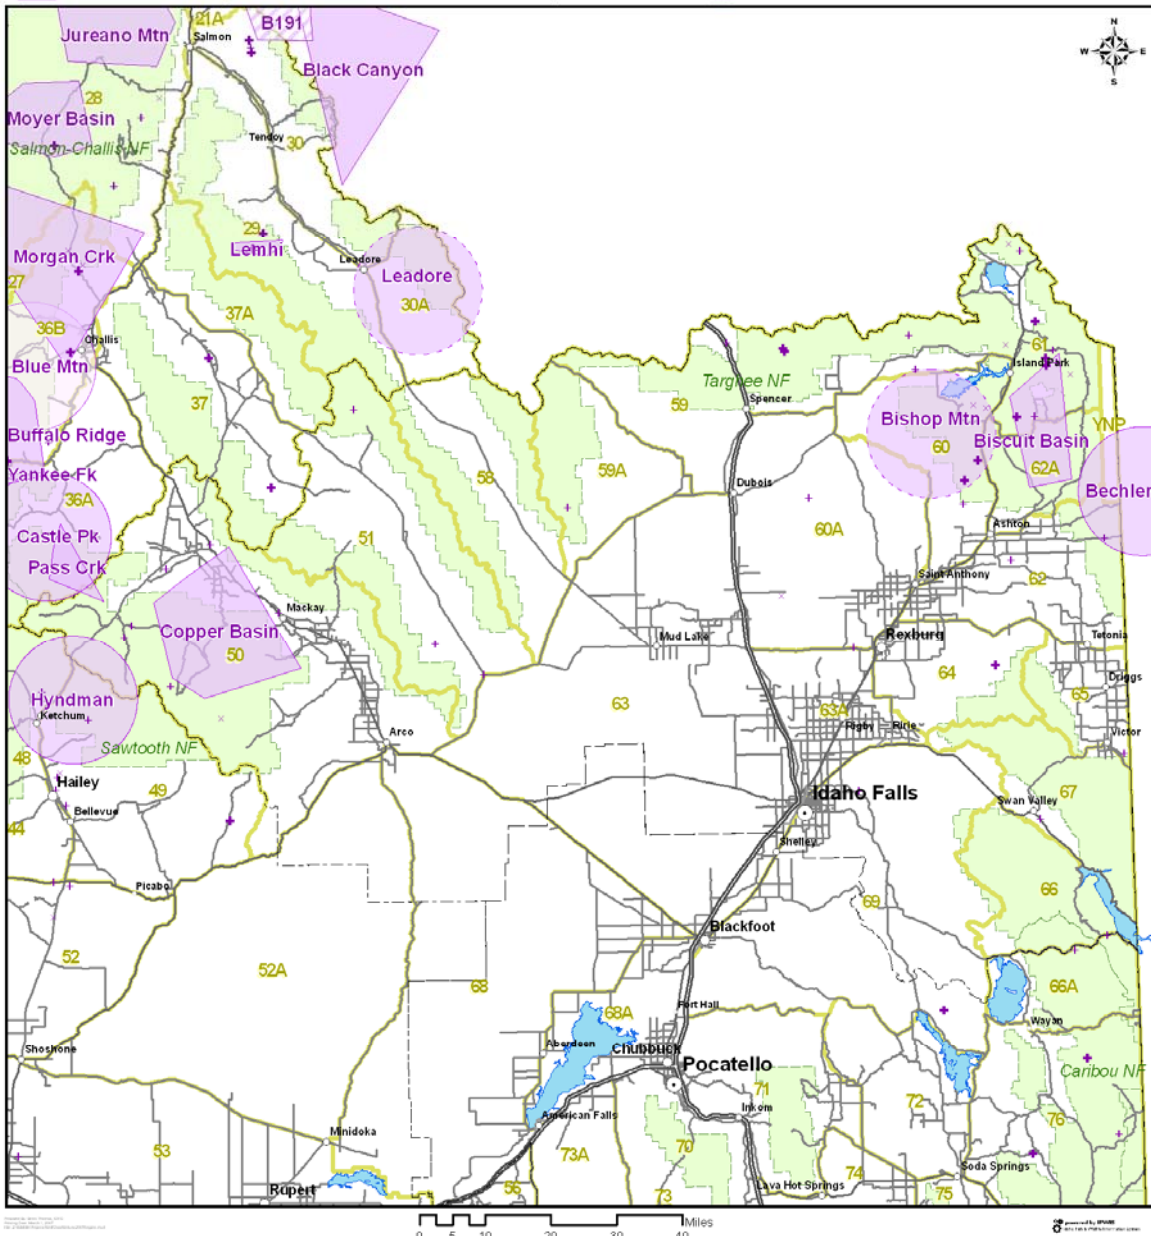 21A
B191
Jureano Mtn
Salmon
Black Canyon
N
W
E
S
28
Moyer Basin
Tendoy
30
Salmon-Challis NF
29
Lemhi
Morgan Crk
Leadore
Leadore
27
30A
37A
36B
Challis
61
Island Park
Blue Mtn
Targhee NF
37
59
Spencer
Bishop Mtn
YNP
Buffalo Ridge
60
Biscuit Basin
Yankee Fk
58
59A
62A
36A
Dubois
Bechler
60A
Castle Pk
51
Ashton
Pass Crk
Saint Anthony
62
Mackay
Copper Basin
Mud Lake
Rexburg
Tetonia
50
64
Driggs
Hyndman
63
65
Ketchum
63A
Rigby
Ririe
Sawtooth NF
Arco
Victor
48
Hailey
49
Idaho Falls
67
Swan Valley
Bellevue
44
Shelley
Picabo
66
69
Blackfoot
52
52A
68
66A
Fort Hall
68A
Wayan
Aberdeen
Chubbuck
Shoshone
Pocatello
Caribou NF
71
72
American Falls
Inkom
76
Minidoka
53
73A
70
Soda Springs
74
56
73
Lava Hot Springs
75
Rupert
Miles
0 5 10 20 30 40